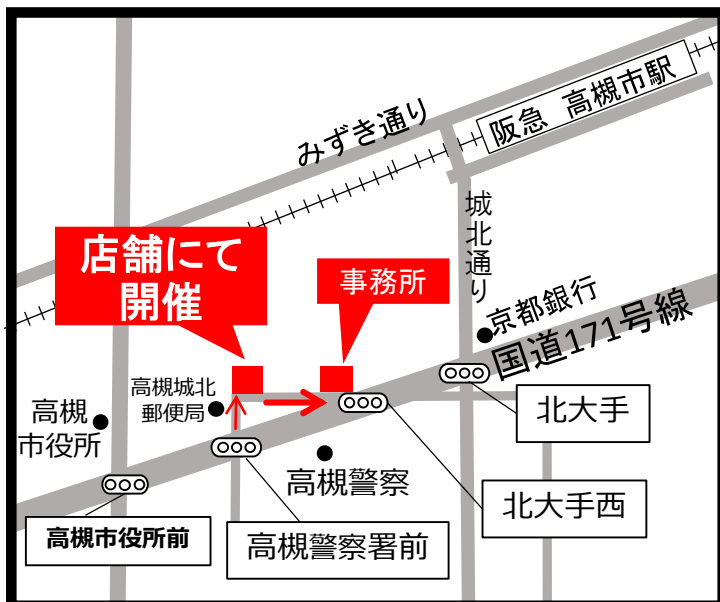 阪急 高槻市駅
みずき通り
城北通り
店舗にて
開催
事務所
京都銀行
国道171号線
高槻城北
郵便局
高槻
市役所
北大手
高槻警察
北大手西
高槻市役所前
高槻警察署前